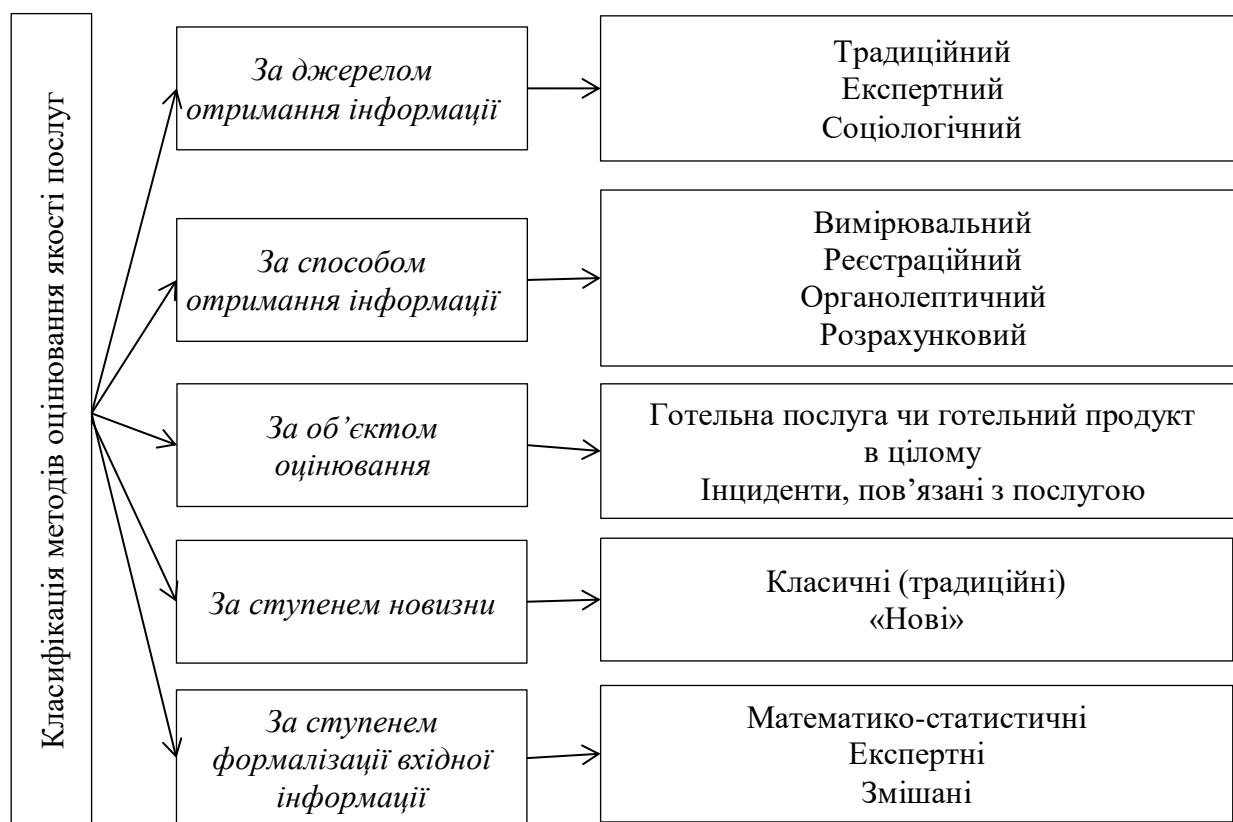 Класифікація методів оцінювання якості послуг
За джерелом
отримання інформації
Традиційний
Експертний
Соціологічний
За способом
отримання інформації
Вимірювальний
Реєстраційний
Органолептичний
Розрахунковий
За об’єктом
оцінювання
Готельна послуга чи готельний продукт
в цілому
Інциденти, пов’язані з послугою
За ступенем новизни
Класичні (традиційні)
«Нові»
За ступенем
формалізації вхідної
інформації
Математико-статистичні
Експертні
Змішані